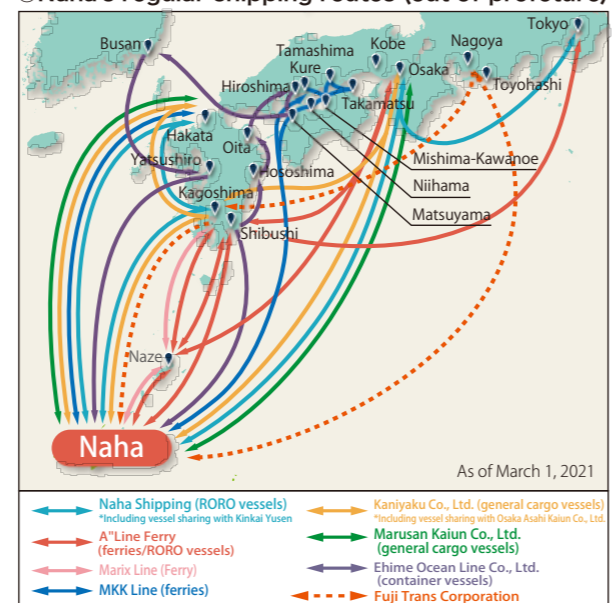 Naha's regular shipping routes (out of prefecture)
Busan
Tokyo
Tamashima
Kobe
Nagoya
Kure
Hiroshima
Osaka
Toyohashi
Takamatsu
Hakata
Oita
Mishima-Kawanoe
Yatsushiro
Hososhima
Niihama
Kagoshima
Matsuyama
Shibushi
Naze
Naha
As of March 1, 2021
Naha Shipping (RORO vessels)
*Including vessel sharing with Kinkai Yusen
A"Line Ferry
(ferries/RORO vessels)
Marix Line (Ferry)
MKK Line (ferries)
Kaniyaku Co., Ltd. (general cargo vessels)
*Including vessel sharing with Osaka Asahi Kaiun Co., Ltd.
Marusan Kaiun Co., Ltd.
(general cargo vessels)
Ehime Ocean Line Co., Ltd.
(container vessels)
Fuji Trans Corporation